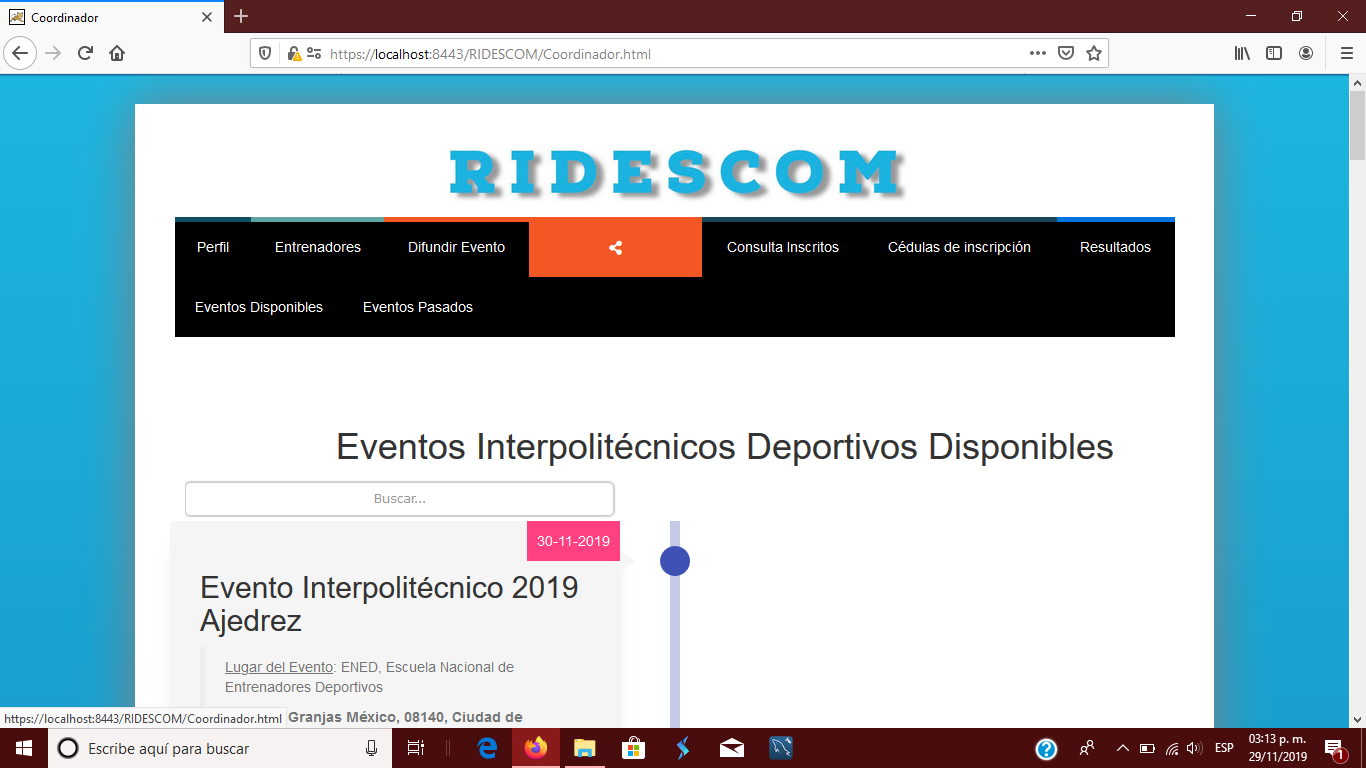 Coordinador
https://localhost:8443/RIDESCOM/Coordinador.html
RIDESCOM
Perfil Entrenadores Difundir Evento Consulta Inscritos Cédulas de inscripción Resultados
Eventos Disponibles Eventos Pasados
Eventos Interpolitécnicos Deportivos Disponibles
Buscar...
30-11-2019
Evento Interpolitécnico 2019
Ajedrez
Lugar del Evento: ENED, Escuela Nacional de
Entrenadores Deportivos
Granjas México, 08140, Ciudad de
https://localhost:8443/RIDESCOM/Coordinador.html
Escribe aquí para buscar
ESP
03:13 p. m.
29/11/2019
1